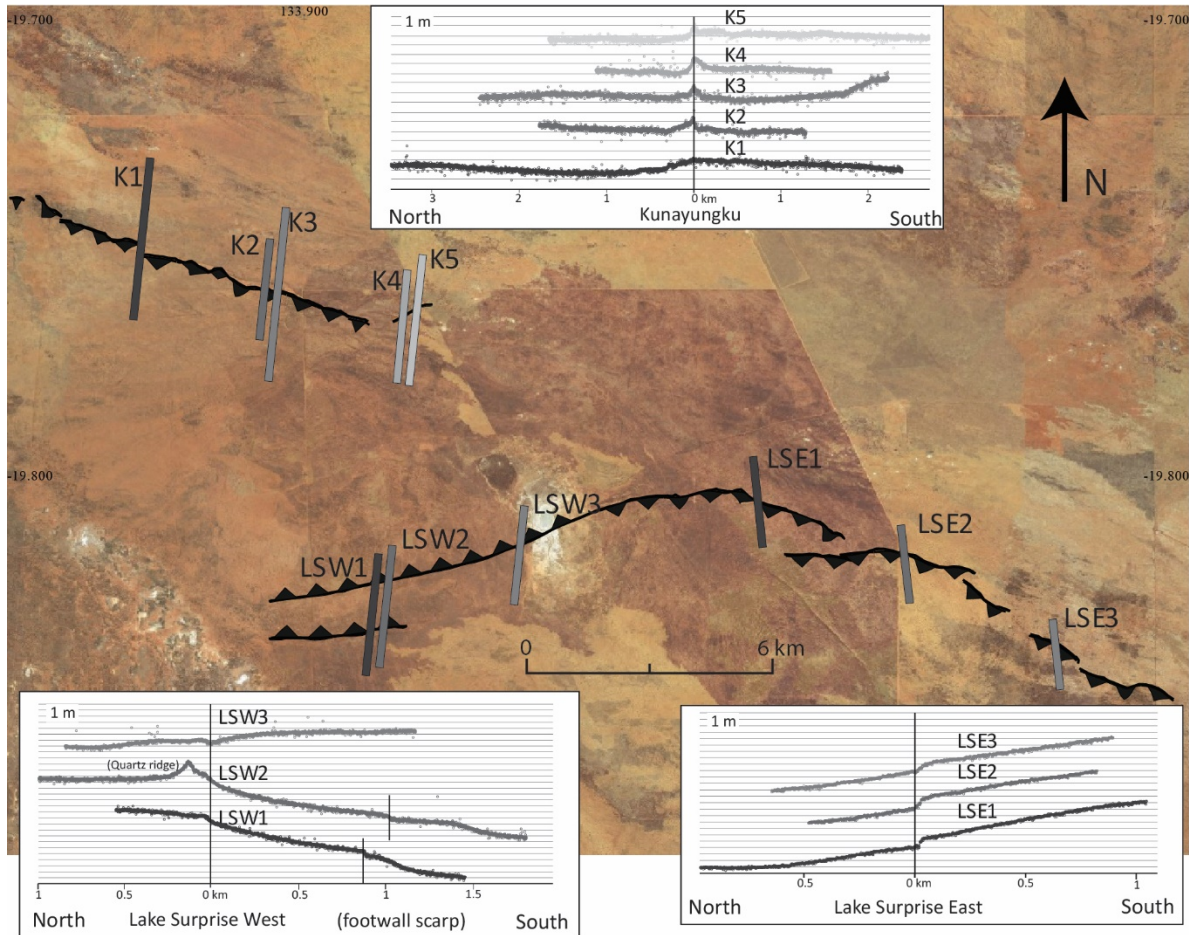 -19.700
133.900
-19.700
1 m
K5
K4
K3
K2
K1
3
2
1
0 km
1
2
North
Kunayungku
South
N
K1
K2
K3
K4
K5
-19.800
-19.800
LSE1
LSW3
LSW2
LSW1
LSE2
LSE3
0
6 km
1 m
LSW3
(Quartz ridge)
LSW2
LSW1
1
0.5
0 km
0.5
1
1.5
North
Lake Surprise West
(footwall scarp)
South
1 m
LSE3
LSE2
LSE1
0.5
0 km
0.5
1
North
Lake Surprise East
South